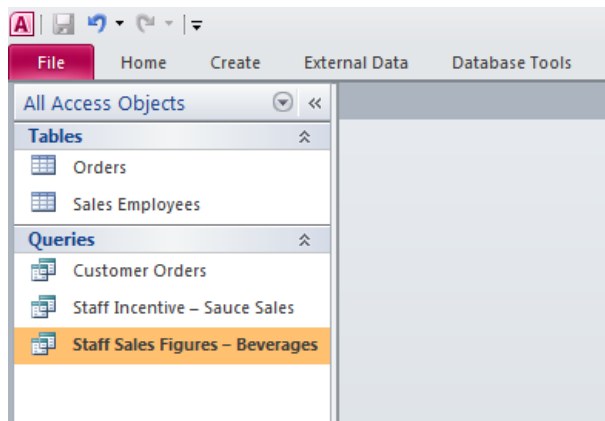 A
File Home Create External Data Database Tools
All Access Objects «
Tables
Orders
Sales Employees
Queries
Customer Orders
Staff Incentive – Sauce Sales
Staff Sales Figures – Beverages